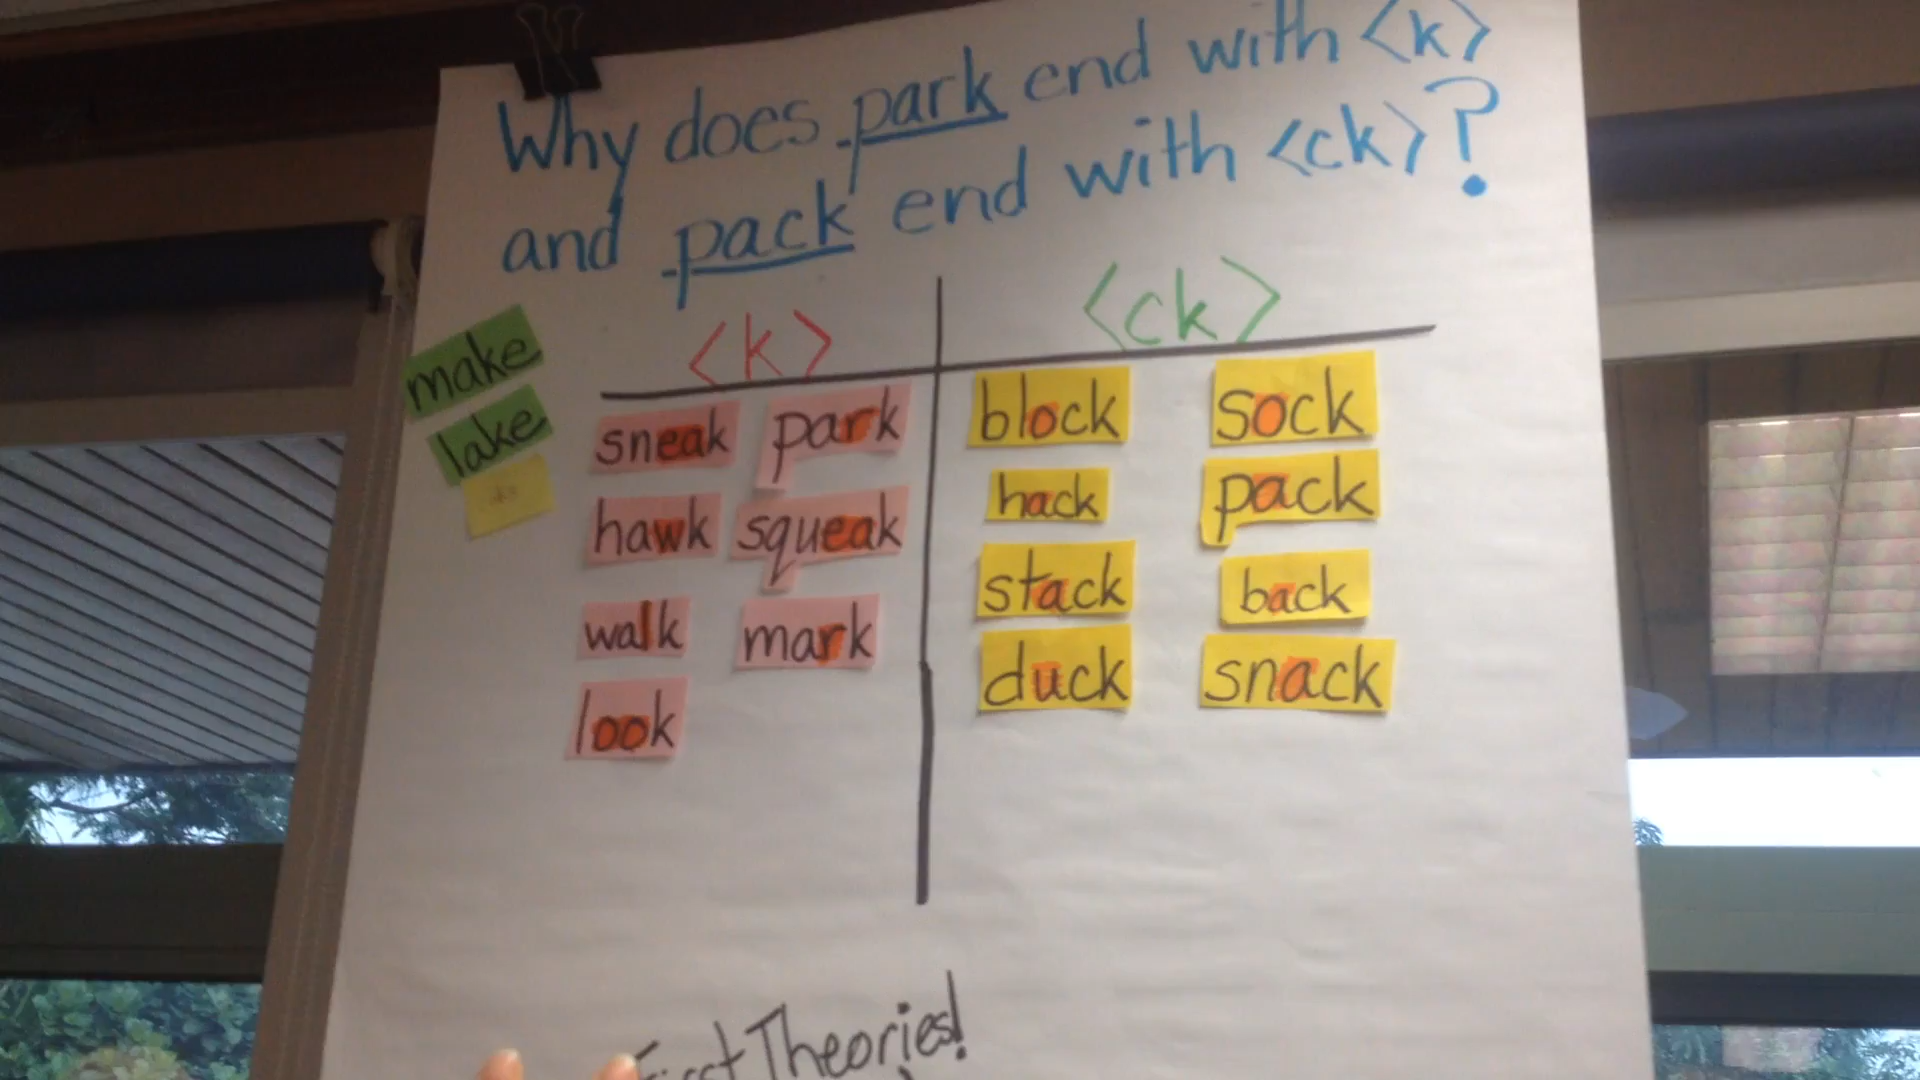 Why does park end with <k>
and pack end with <ck>?
<k>
<ck>
make
lake
sneak park
hawk squeak
walk mark
look
block sock
hack pack
stack back
duck snack
First Theories!